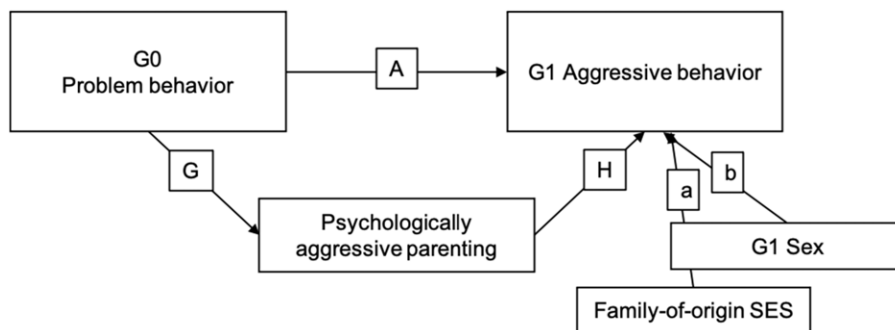 G0
Problem behavior
A
G1 Aggressive behavior
G
H
a
b
Psychologically
aggressive parenting
G1 Sex
Family-of-origin SES